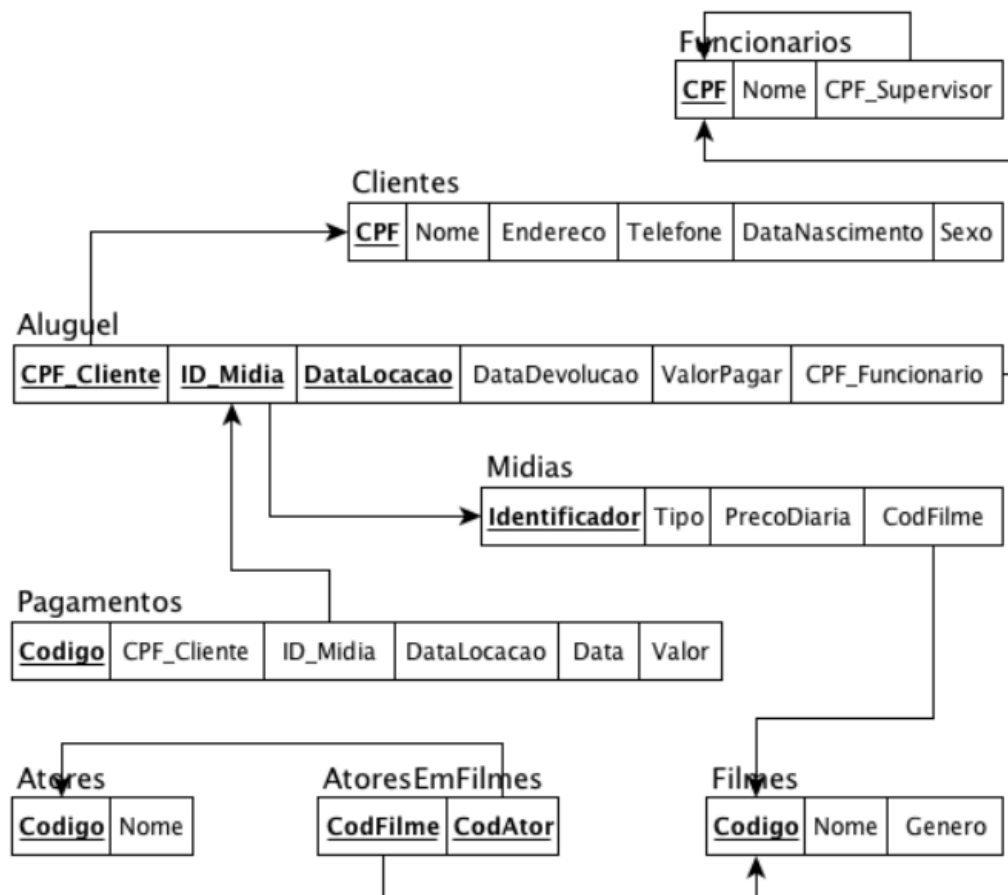 Funcionarios
CPF Nome CPF_Supervisor
Clientes
CPF Nome Endereco Telefone DataNascimento Sexo
Aluguel
CPF_Cliente ID_Midia DataLocacao DataDevolucao ValorPagar CPF_Funcionario
Midias
Identificador Tipo PrecoDiaria CodFilme
Pagamentos
Codigo CPF_Cliente ID_Midia DataLocacao Data Valor
Atores AtoresEmFilmes Filmes
Codigo Nome CodFilme CodAtor Codigo Nome Genero